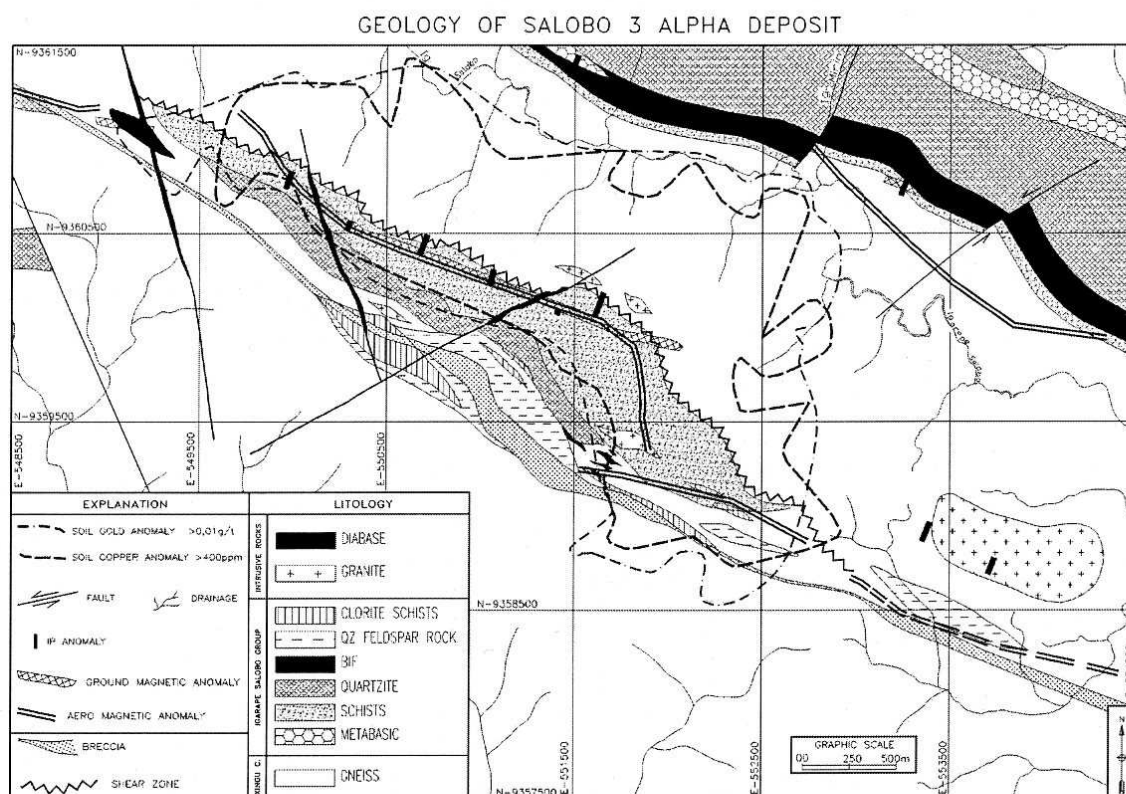 GEOLOGY OF SALOBO 3 ALPHA DEPOSIT
N-9361500
Salobo
N-9360500
N-9359500
E-548500
E-549500
E-550500
N-9358500
E-551500
E-552500
E-553500
N-9357500
EXPLANATION
SOIL GOLD ANOMALY >0,01g/t
SOIL COPPER ANOMALY >400ppm
FAULT
DRAINAGE
IP ANOMALY
GROUND MAGNETIC ANOMALY
AERO MAGNETIC ANOMALY
BRECCIA
SHEAR ZONE
LITOLOGY
INTRUSIVE ROCKS
DIABASE
GRANITE
IGARAPE SALOBO GROUP
CLORITE SCHISTS
QZ FELDSPAR ROCK
BIF
QUARTZITE
SCHISTS
METABASIC
XINGU C.
GNEISS
GRAPHIC SCALE
00 250 500m
N